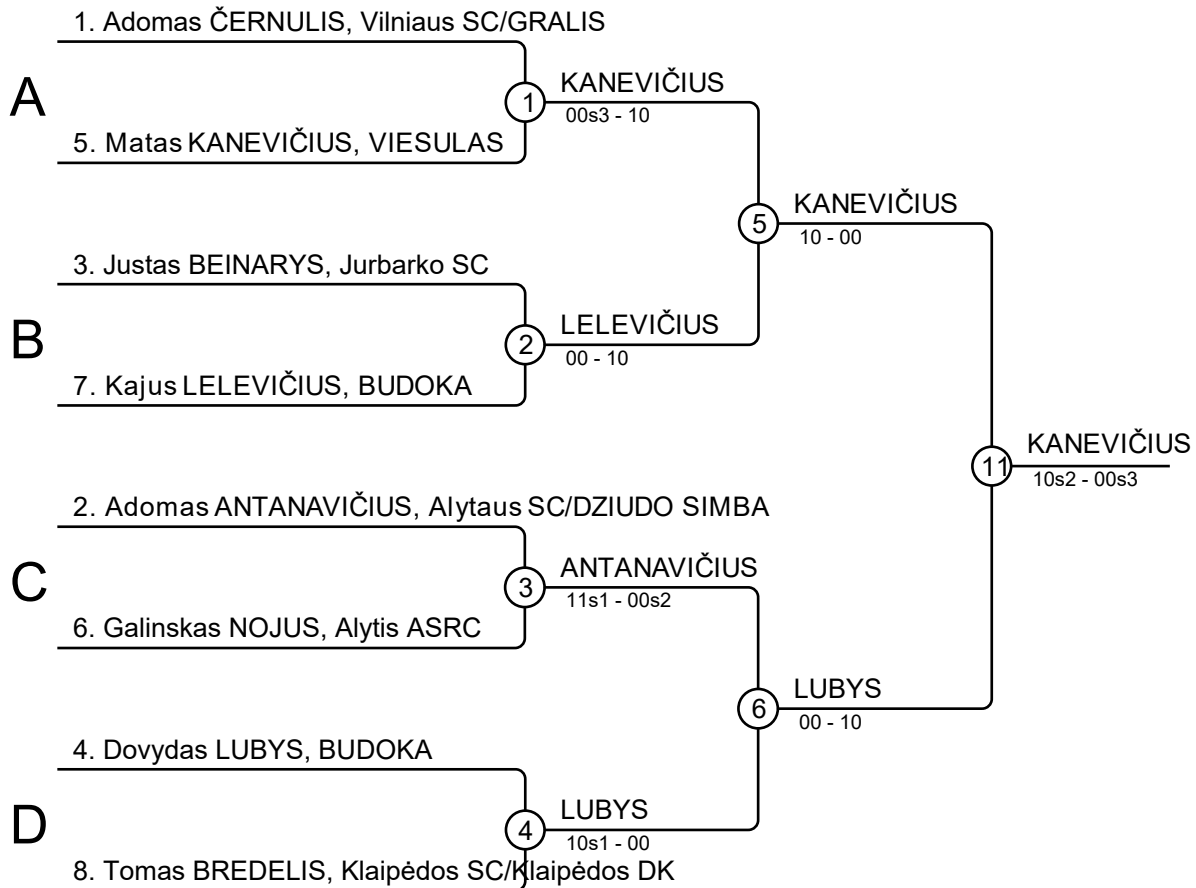 1. Adomas ČERNULIS, Vilniaus SC/GRALIS
A
1
KANEVIČIUS
00s3 - 10
5. Matas KANEVIČIUS, VIESULAS
5
KANEVIČIUS
10 - 00
3. Justas BEINARYS, Jurbarko SC
B
2
LELEVIČIUS
00 - 10
7. Kajus LELEVIČIUS, BUDOKA
11
KANEVIČIUS
10s2 - 00s3
2. Adomas ANTANAVIČIUS, Alytaus SC/DZIUDO SIMBA
C
3
ANTANAVIČIUS
11s1 - 00s2
6. Galinskas NOJUS, Alytis ASRC
6
LUBYS
00 - 10
4. Dovydas LUBYS, BUDOKA
D
4
LUBYS
10s1 - 00
8. Tomas BREDELIS, Klaipėdos SC/Klaipėdos DK